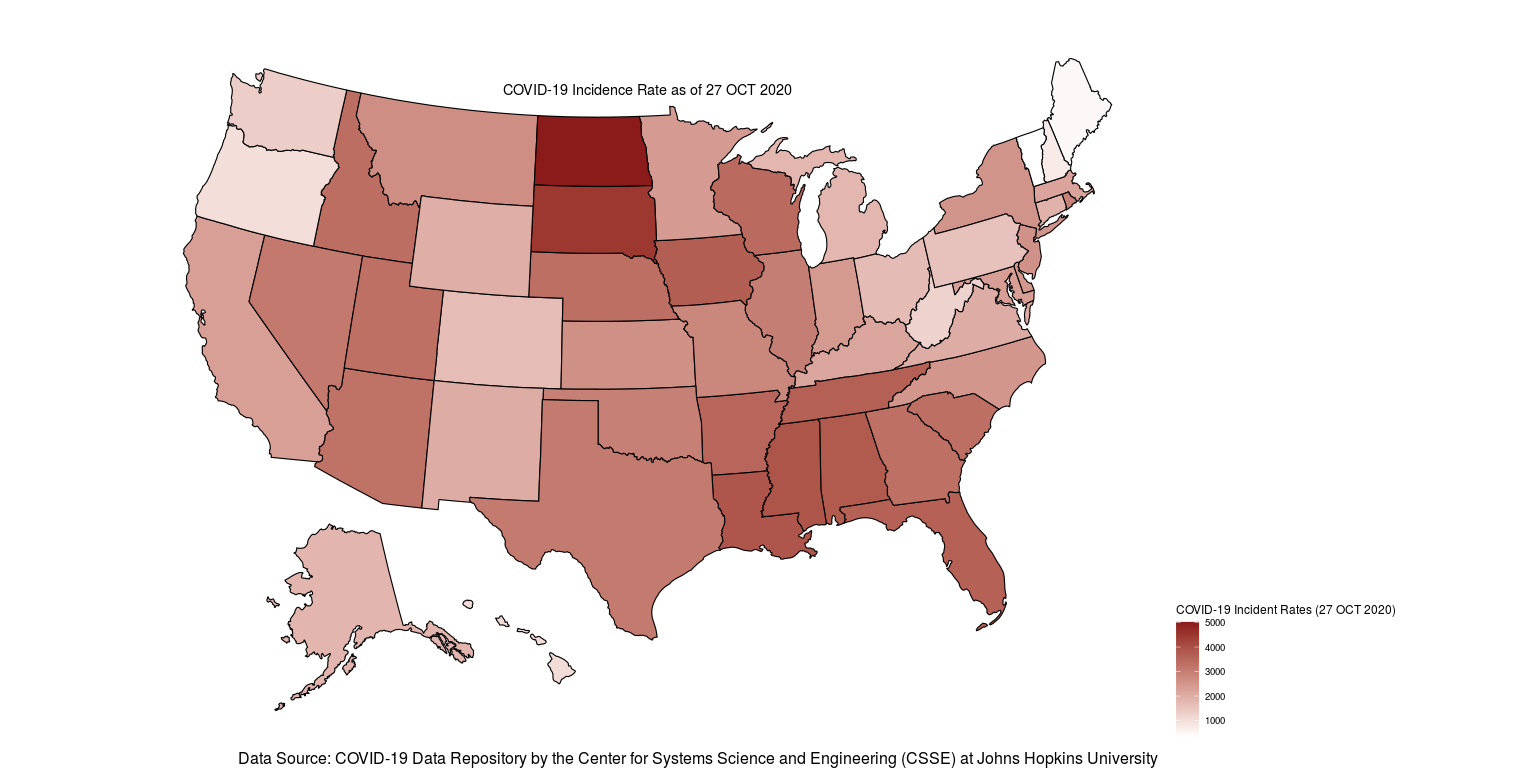 COVID-19 Incidence Rate as of 27 OCT 2020
COVID-19 Incident Rates (27 OCT 2020)
5000
4000
3000
2000
1000
Data Source: COVID-19 Data Repository by the Center for Systems Science and Engineering (CSSE) at Johns Hopkins University